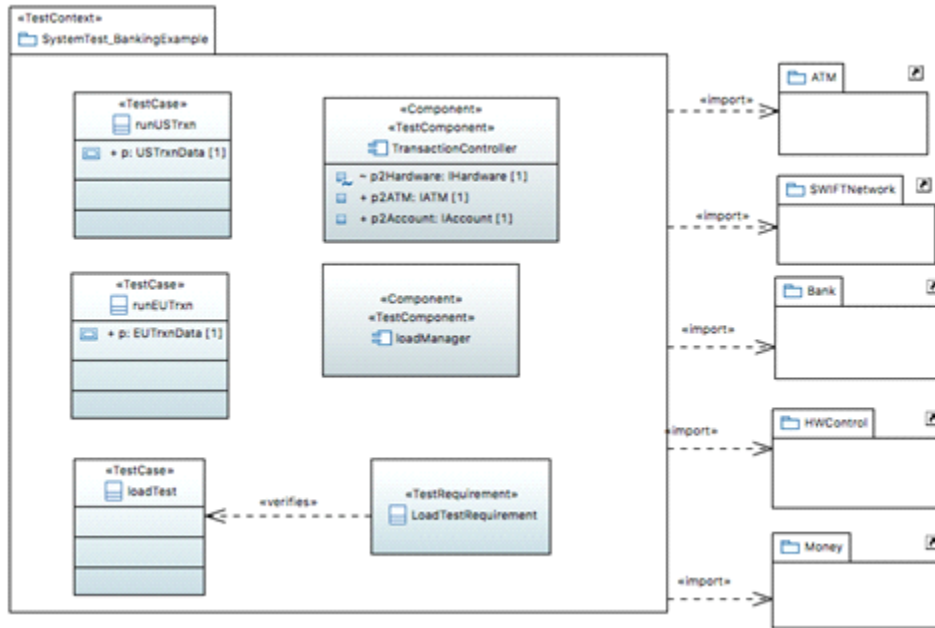 «TestContext»
SystemTest_BankingExample
«TestCase»
runUSTrxn
+ p: USTrxnData [1]
«Component»
«TestComponent»
TransactionController
~ p2Hardware: IHardware [1]
+ p2ATM: IATM [1]
+ p2Account: IAccount [1]
«TestCase»
runEUTrxn
+ p: EUTrxnData [1]
«Component»
«TestComponent»
loadManager
«TestCase»
loadTest
«verifies»
«TestRequirement»
LoadTestRequirement
«import»
ATM
«import»
SWIFTNetwork
«import»
Bank
«import»
HWControl
«import»
Money